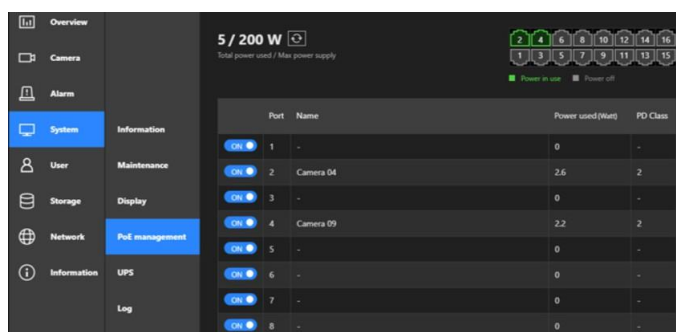 Overview
Camera
Alarm
System
User
Storage
Network
Information
Information
Maintenance
Display
PoE management
UPS
Log
5 / 200 W
Total power used / Max power supply
2 4 6 8 10 12 14 16
1 3 5 7 9 11 13 15
Power in use Power off
Port Name Power used (Watt) PD Class
ON 1 - 0 -
ON 2 Camera 04 2.6 2
ON 3 - 0 -
ON 4 Camera 09 2.2 2
ON 5 - 0 -
ON 6 - 0 -
ON 7 - 0 -
ON 8 - 0 -